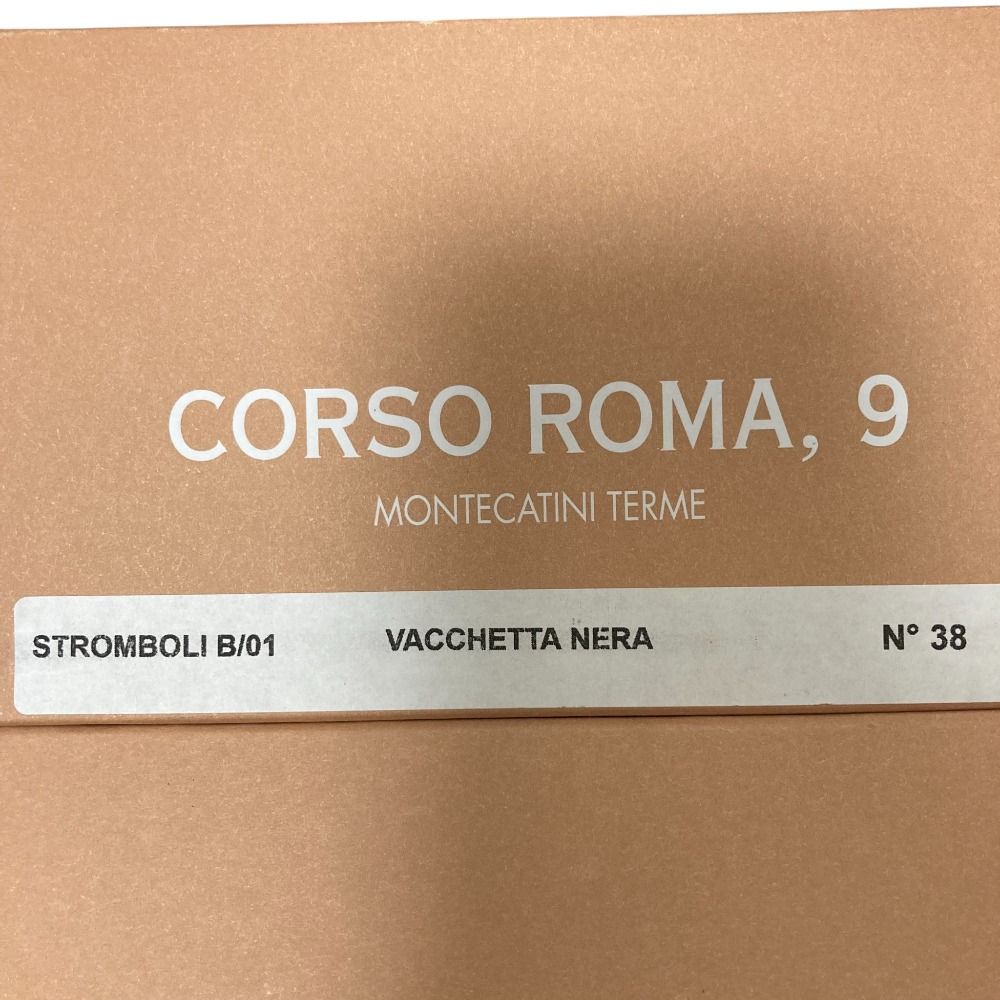 CORSO ROMA, 9
MONTECATINI TERME
STROMBOLI B/01 VACCHETTA NERA N° 38